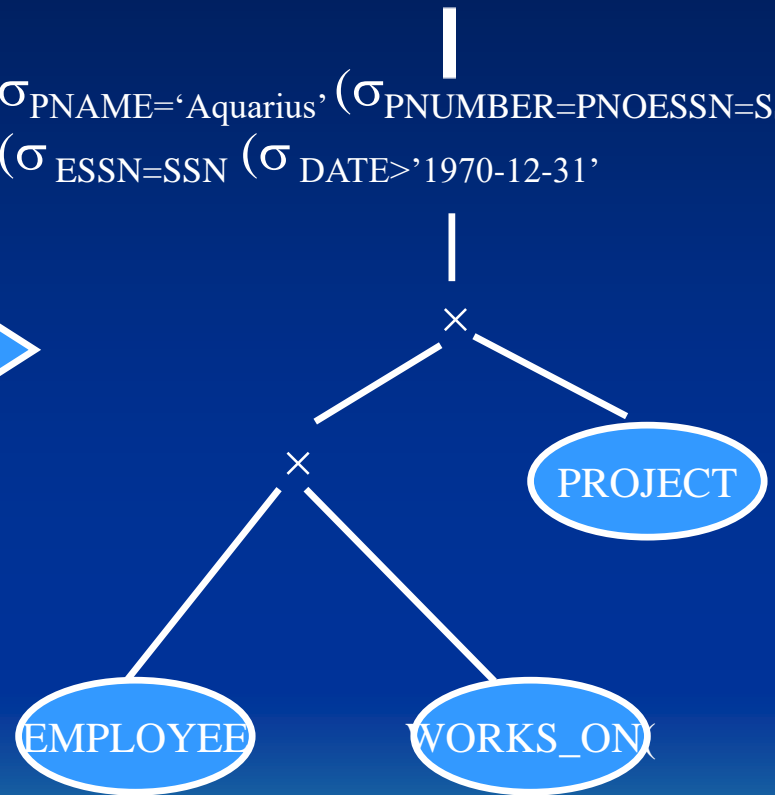 σPNAME=‘Aquarius’ (σPNUMBER=PNOESSN=S
(σ ESSN=SSN (σ DATE>’1970-12-31’
×
×
PROJECT
EMPLOYEE
WORKS_ON(